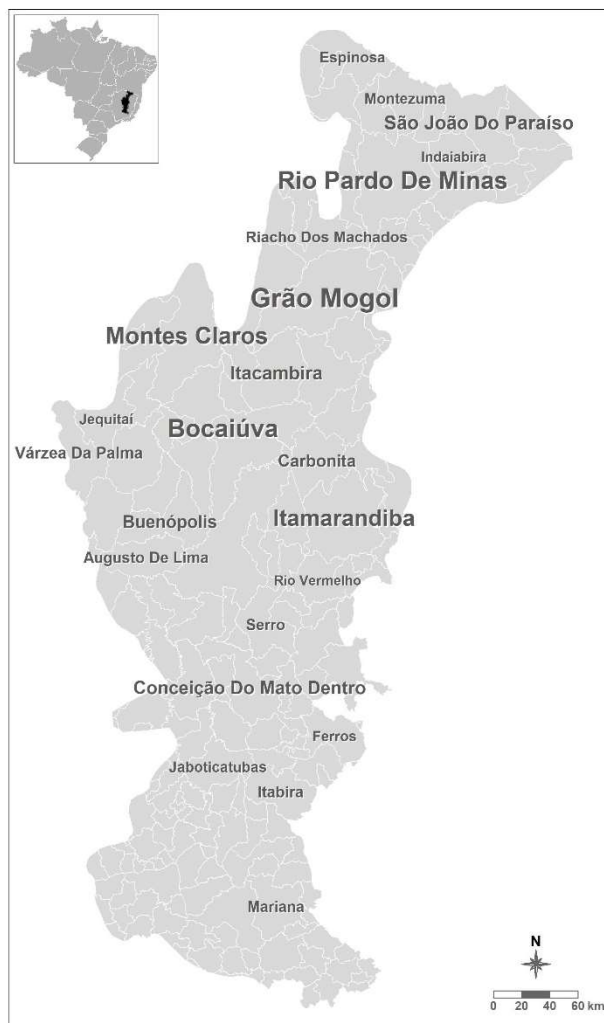 Espinosa
Montezuma
São João Do Paraíso
Indaiabira
Rio Pardo De Minas
Riacho Dos Machados
Grão Mogol
Montes Claros
Itacambira
Jequitaí
Bocaiúva
Várzea Da Palma
Carbonita
Buenópolis
Itamarandiba
Augusto De Lima
Rio Vermelho
Serro
Conceição Do Mato Dentro
Ferros
Jaboticatubas
Itabira
Mariana
N
0 20 40 60 km